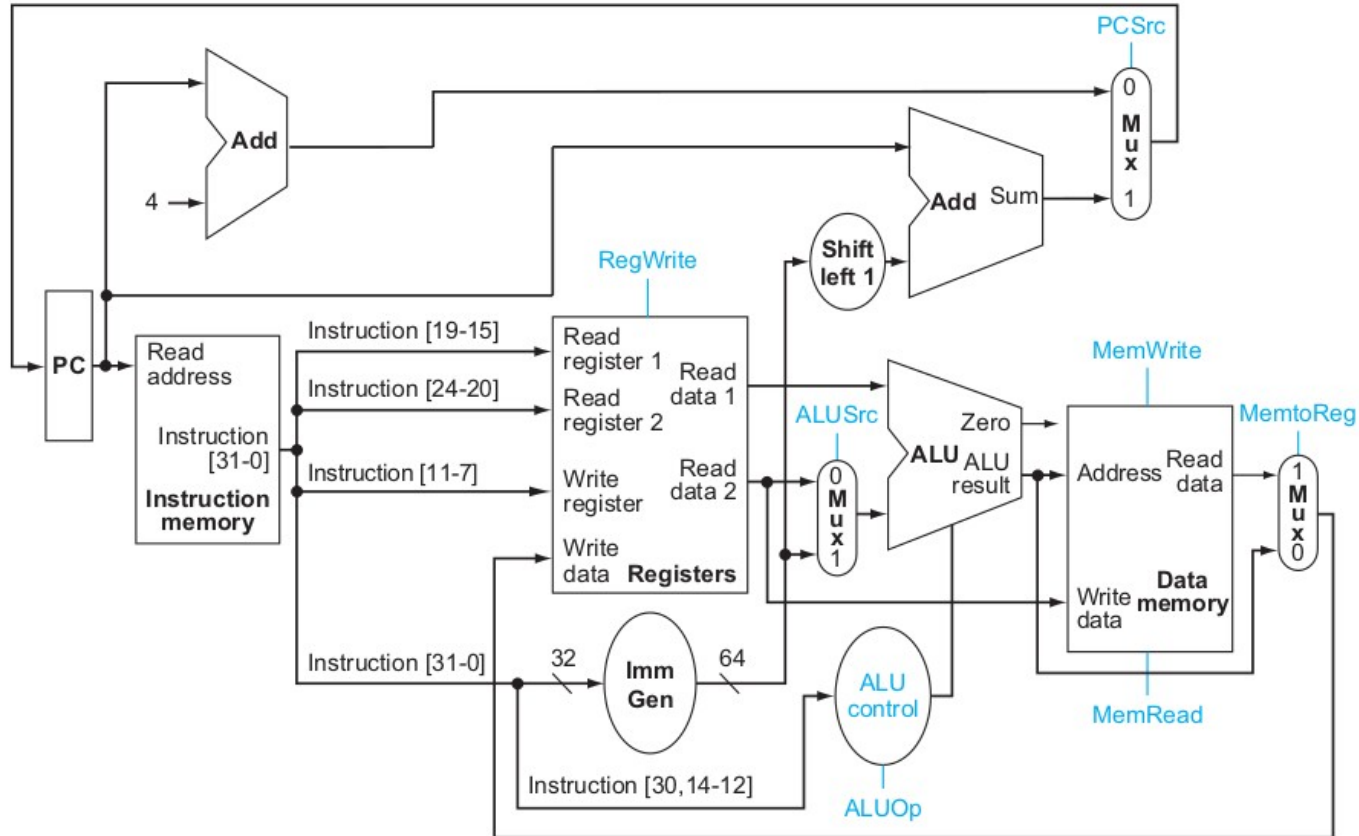 PCSrc
0
M
u
x
1
Add
4
Add Sum
Shift
left 1
RegWrite
PC
Read
address
Instruction
[31-0]
Instruction
memory
Instruction [19-15]
Instruction [24-20]
Instruction [11-7]
Instruction [31-0]
Read
register 1
Read
register 2
Write
register
Write
data
Read
data 1
Read
data 2
Registers
ALUSrc
0
M
u
x
1
Zero
ALU
ALU
result
MemWrite
Address
Read
data
Write
data
Data
memory
MemRead
MemtoReg
1
M
u
x
0
32
Imm
Gen
64
ALU
control
ALUOp
Instruction [30,14-12]